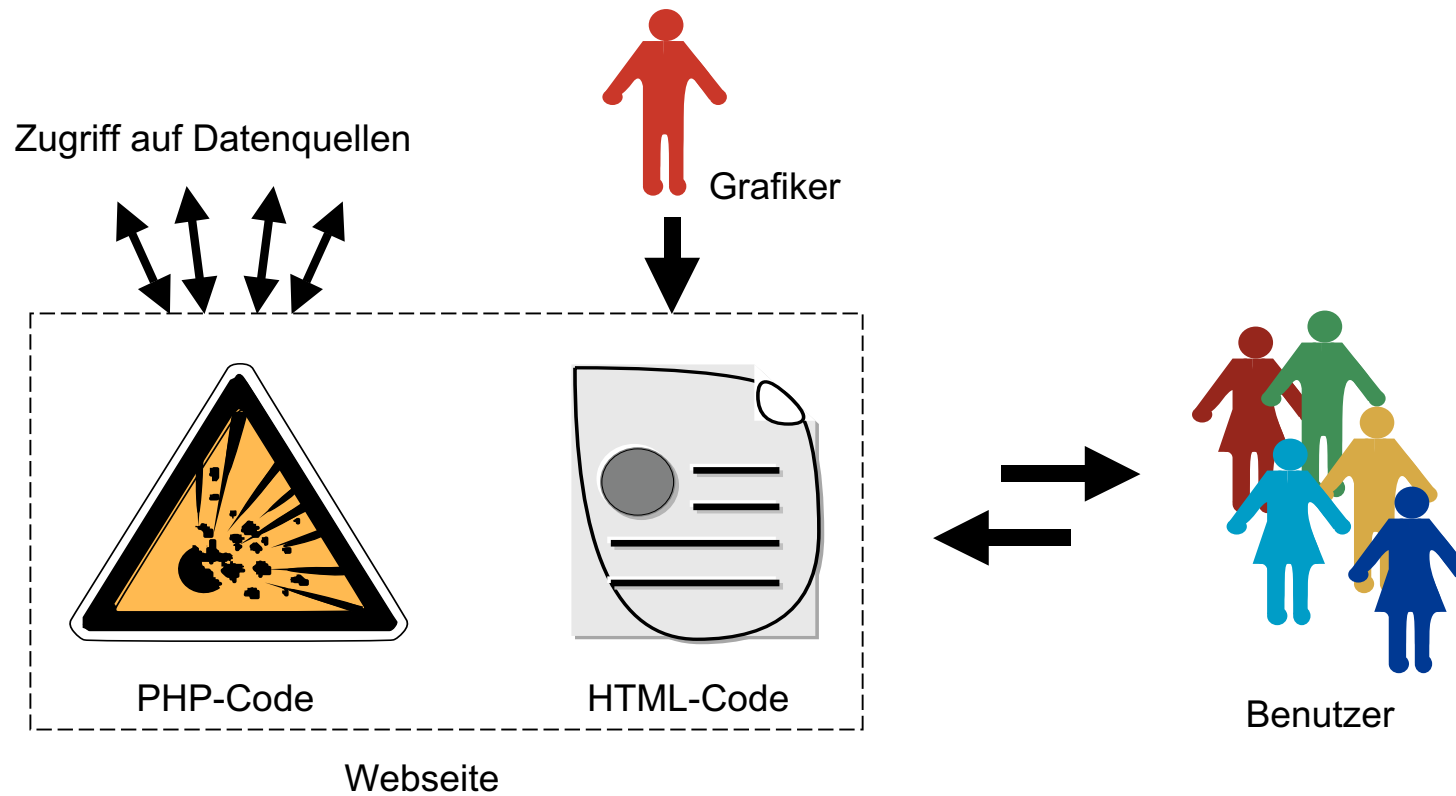 Zugriff auf Datenquellen
Grafiker
PHP-Code
HTML-Code
Benutzer
Webseite